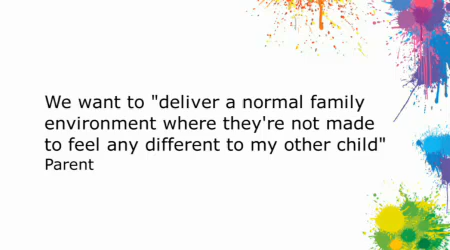 We want to "deliver a normal family
environment where they're not made
to feel any different to my other child"
Parent